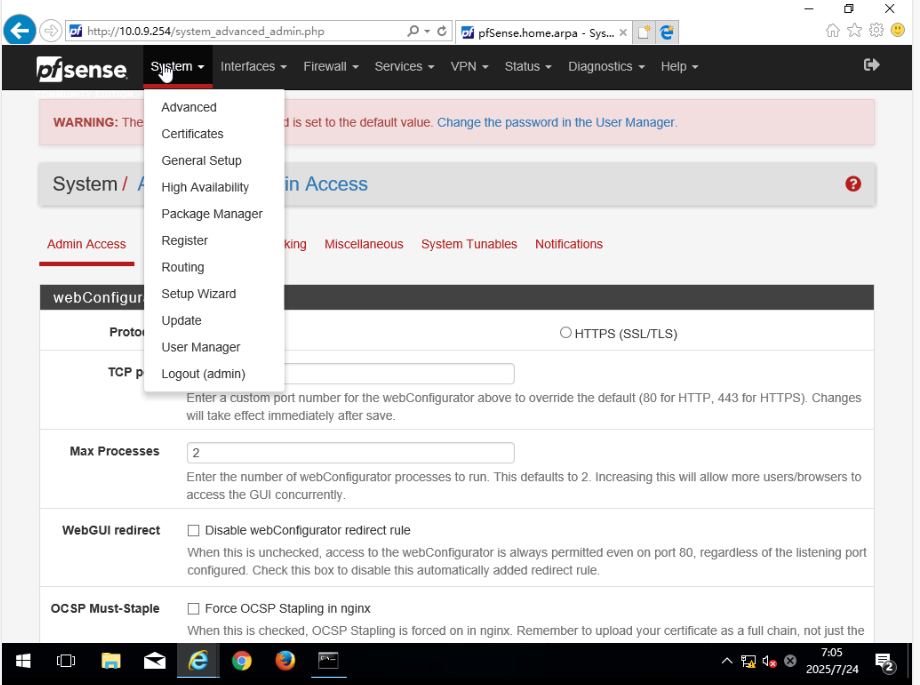 http://10.0.9.254/system_advanced_admin.php
pfSense.home.arpa - Sys...
pfsense
System Interfaces Firewall Services VPN Status Diagnostics Help
Advanced
Certificates
General Setup
High Availability
Package Manager
Register
Routing
Setup Wizard
Update
User Manager
Logout (admin)
WARNING: The d is set to the default value. Change the password in the User Manager.
System / in Access
Admin Access king Miscellaneous System Tunables Notifications
webConfigur
Protoc HTTPS (SSL/TLS)
TCP p
Enter a custom port number for the webConfigurator above to override the default (80 for HTTP, 443 for HTTPS). Changes
will take effect immediately after save.
Max Processes 2
Enter the number of webConfigurator processes to run. This defaults to 2. Increasing this will allow more users/browsers to
access the GUI concurrently.
WebGUI redirect Disable webConfigurator redirect rule
When this is unchecked, access to the webConfigurator is always permitted even on port 80, regardless of the listening port
configured. Check this box to disable this automatically added redirect rule.
OCSP Must-Staple Force OCSP Stapling in nginx
When this is checked, OCSP Stapling is forced on in nginx. Remember to upload your certificate as a full chain, not just the
7:05
2025/7/24
2